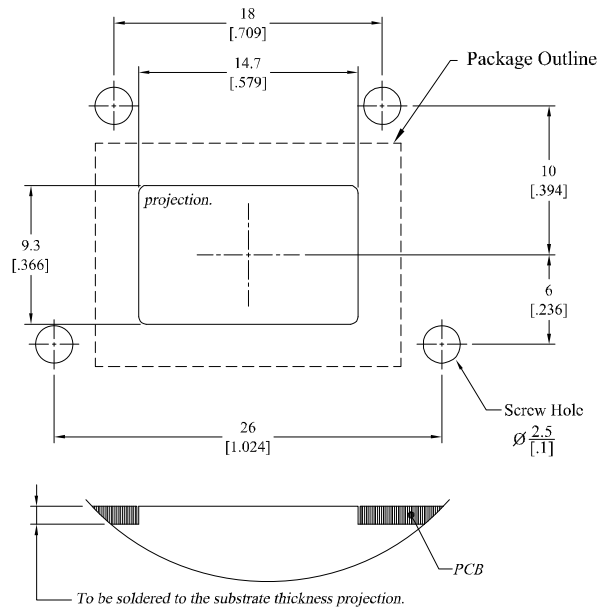 18
[.709]
14.7
[.579]
Package Outline
10
[.394]
projection.
9.3
[.366]
6
[.236]
Screw Hole
Ø 2.5
[.1]
26
[1.024]
PCB
To be soldered to the substrate thickness projection.